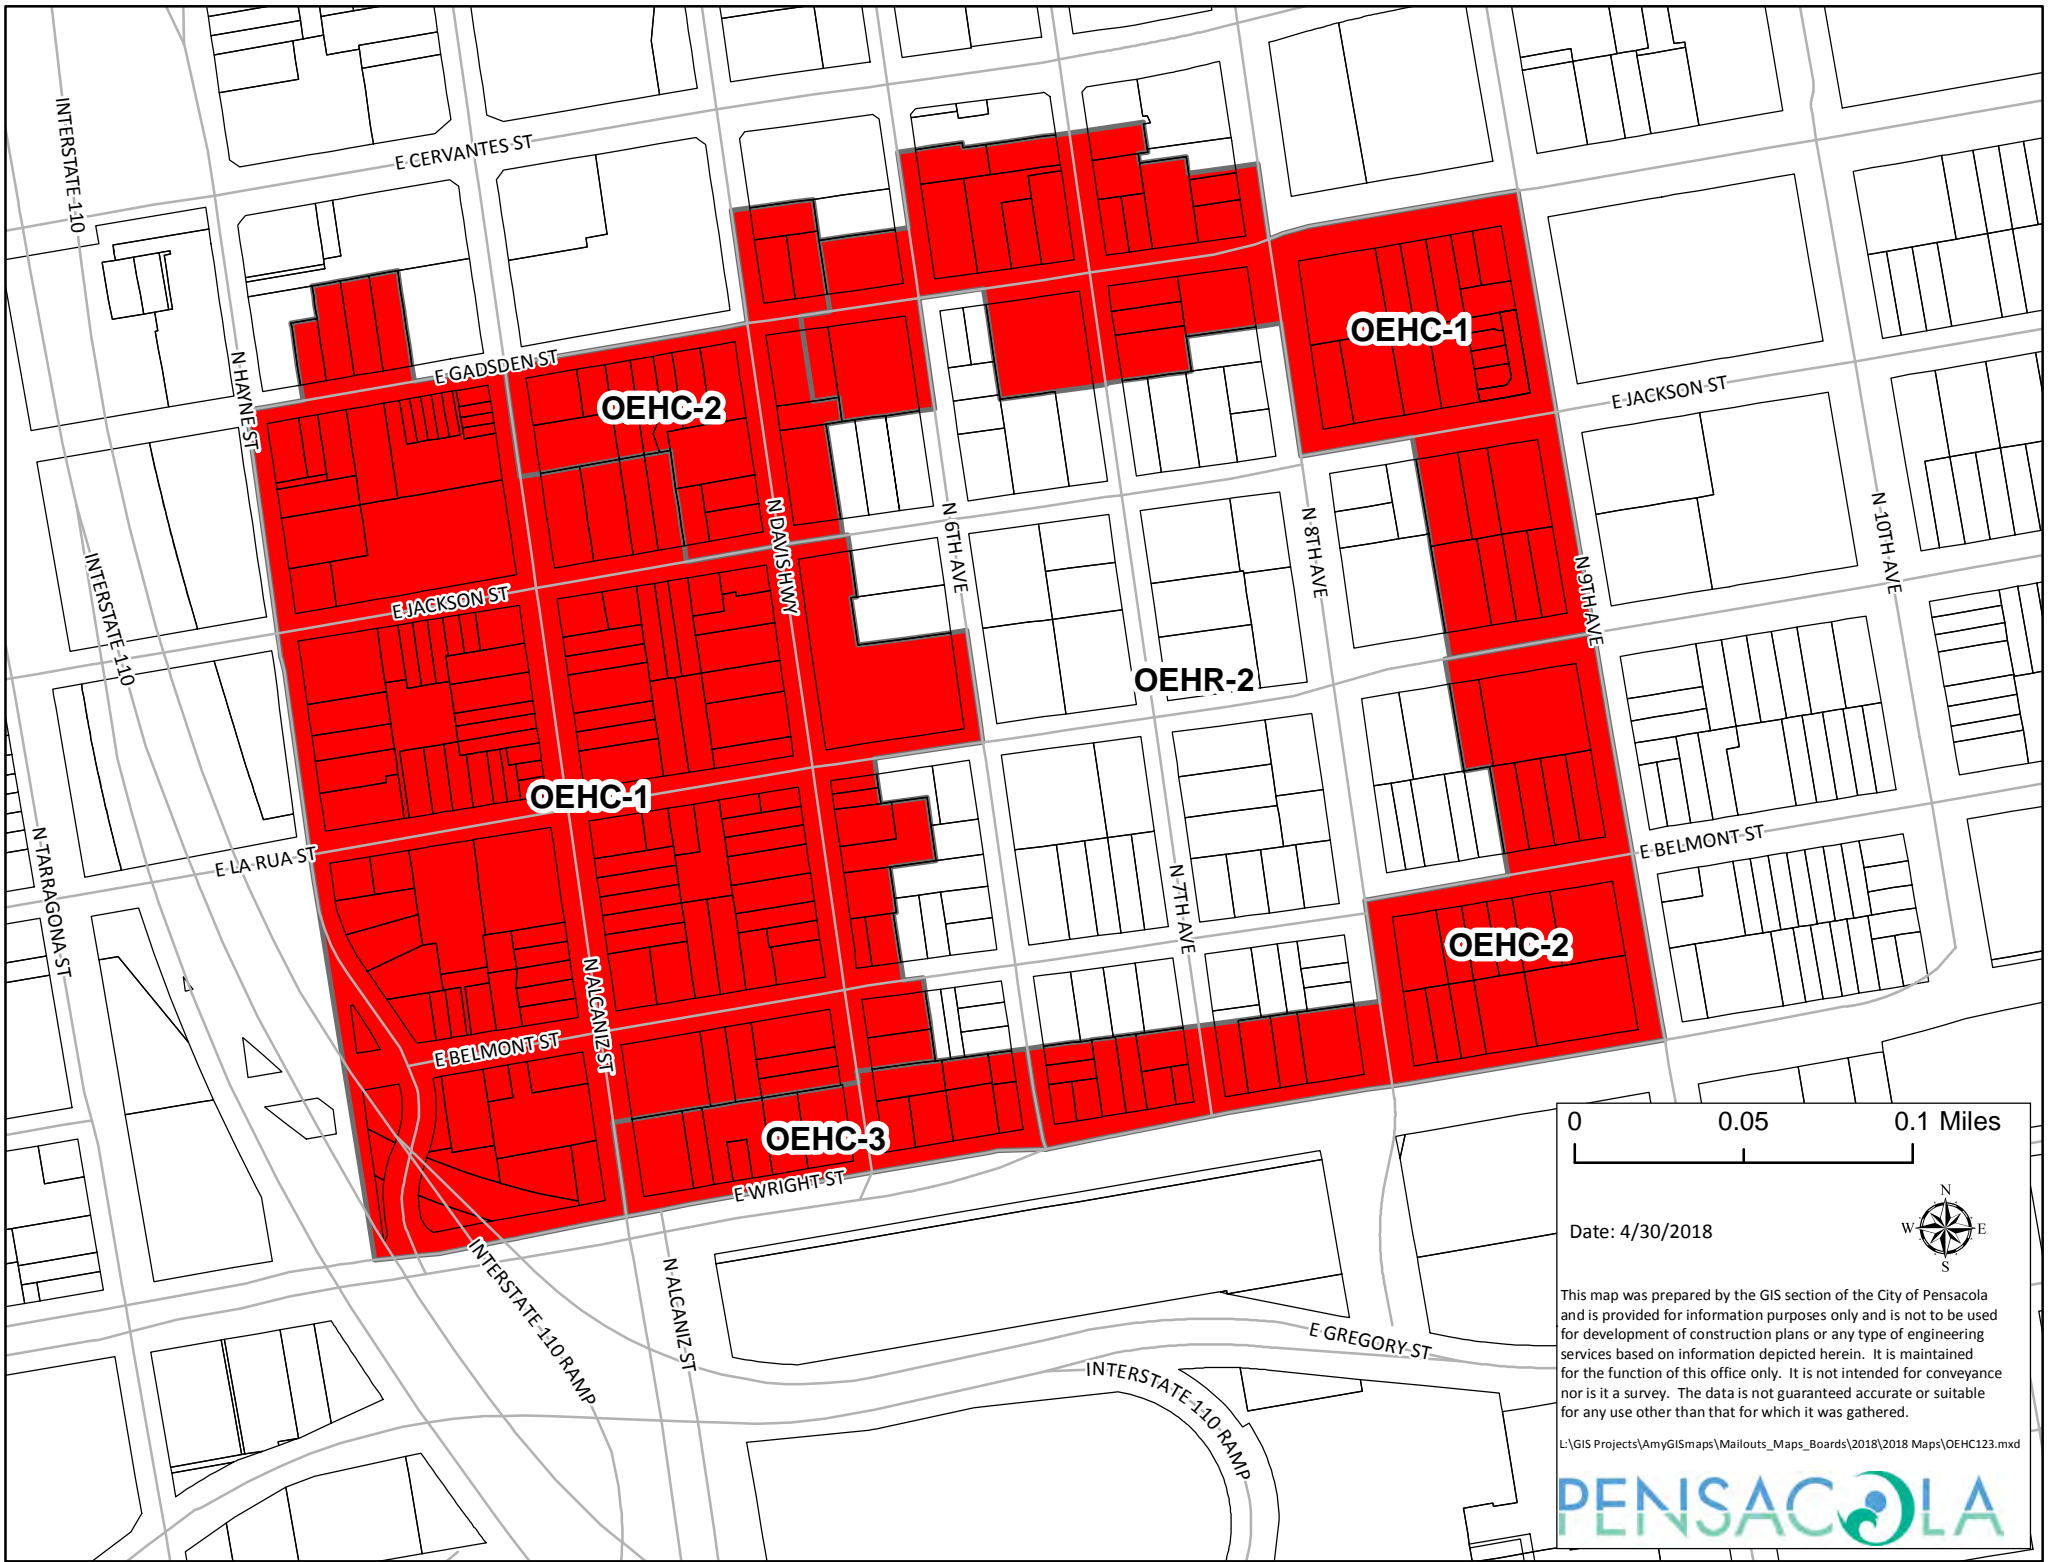 E CERVANTES ST
INTERSTATE 110
N HAYNE ST
E GADSDEN ST
OEHC-1
OEHC-2
E JACKSON ST
N DAVIS HWY
N 6TH AVE
N 8TH AVE
N 10TH AVE
INTERSTATE 110
E JACKSON ST
N 9TH AVE
OEHR-2
OEHC-1
N TARRAGONA ST
E LA RUA ST
E BELMONT ST
N 7TH AVE
OEHC-2
N ALCANIZ ST
E BELMONT ST
OEHC-3
E WRIGHT ST
INTERSTATE 110 RAMP
N ALCANIZ ST
E GREGORY ST
INTERSTATE 110 RAMP
0 0.05 0.1 Miles
Date: 4/30/2018
N
W E
S
This map was prepared by the GIS section of the City of Pensacola
and is provided for information purposes only and is not to be used
for development of construction plans or any type of engineering
services based on information depicted herein. It is maintained
for the function of this office only. It is not intended for conveyance
nor is it a survey. The data is not guaranteed accurate or suitable
for any use other than that for which it was gathered.
L:\GIS Projects\AmyGISmaps\Mailouts_Maps_Boards\2018\2018 Maps\OEHC123.mxd
PENSACOLA